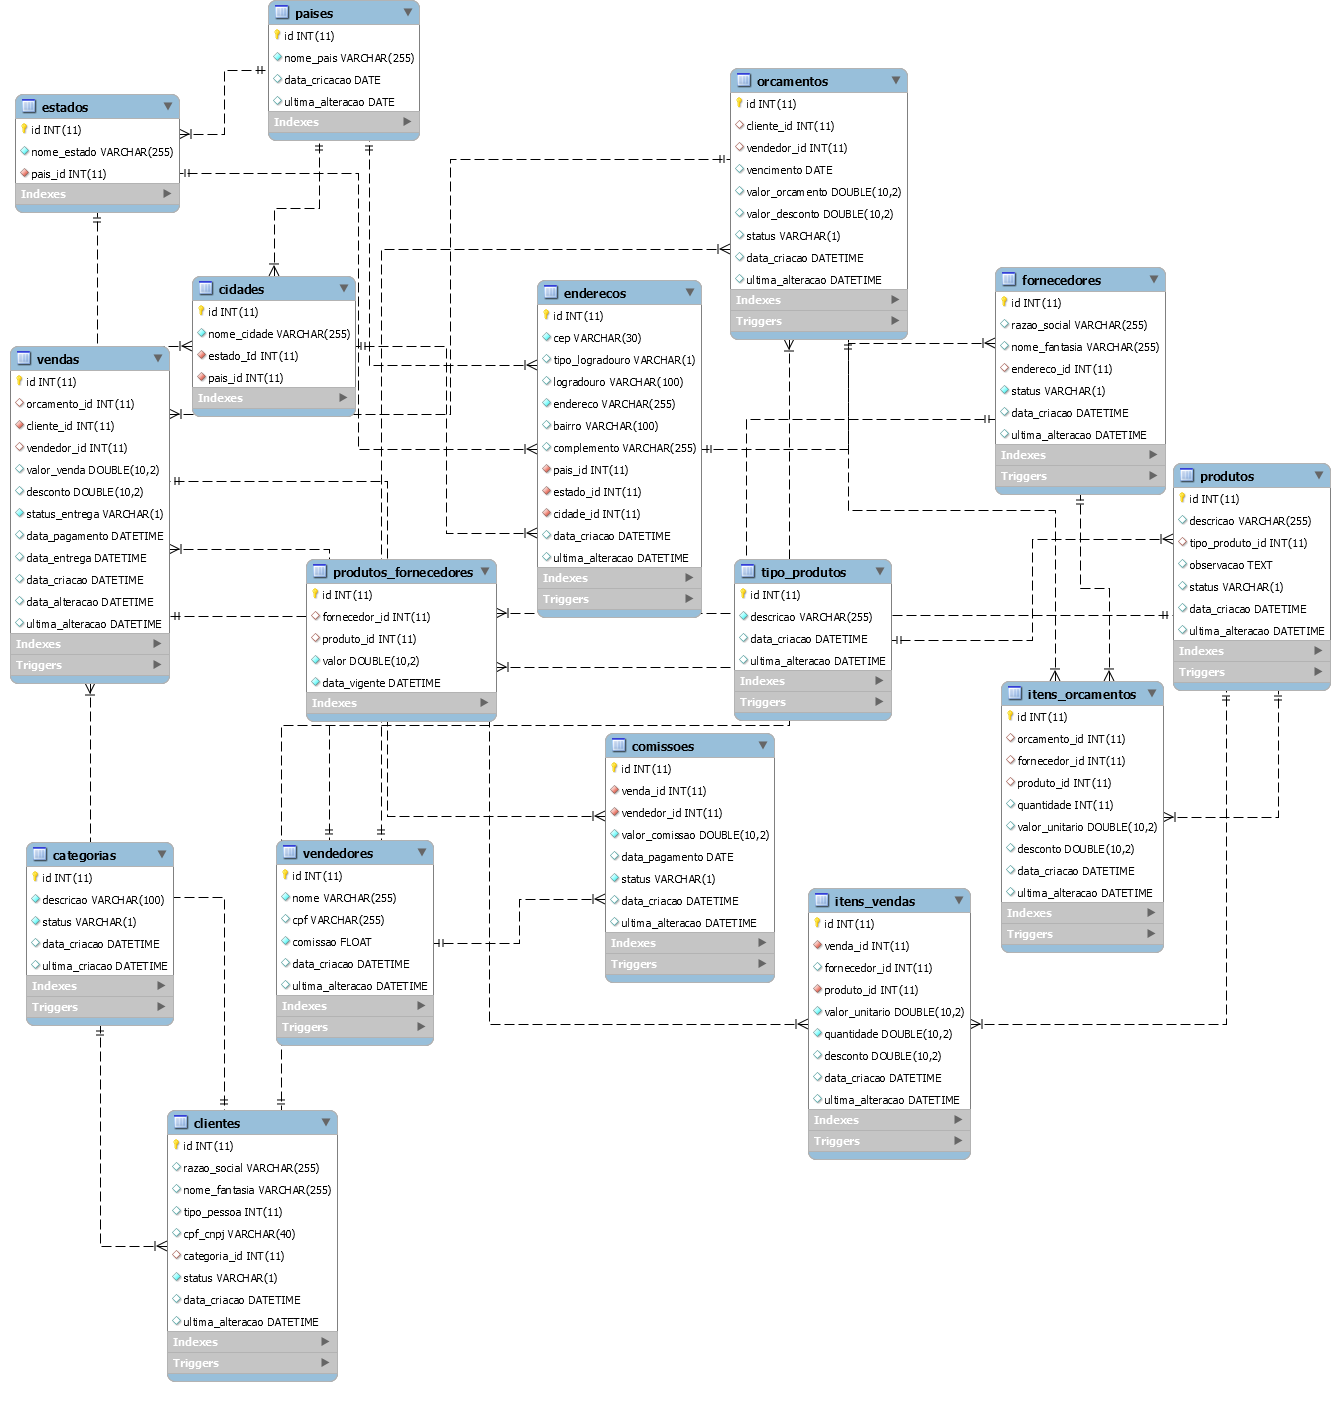 paises
id INT(11)
nome_pais VARCHAR(255)
data_cricacao DATE
ultima_alteracao DATE
Indexes
estados
id INT(11)
nome_estado VARCHAR(255)
pais_id INT(11)
Indexes
orcamentos
id INT(11)
cliente_id INT(11)
vendedor_id INT(11)
vencimento DATE
valor_orcamento DOUBLE(10,2)
valor_desconto DOUBLE(10,2)
status VARCHAR(1)
data_criacao DATETIME
ultima_alteracao DATETIME
Indexes
Triggers
cidades
id INT(11)
nome_cidade VARCHAR(255)
estado_Id INT(11)
pais_id INT(11)
Indexes
enderecos
id INT(11)
cep VARCHAR(30)
tipo_logradouro VARCHAR(1)
logradouro VARCHAR(100)
endereco VARCHAR(255)
bairro VARCHAR(100)
complemento VARCHAR(255)
pais_id INT(11)
estado_id INT(11)
cidade_id INT(11)
data_criacao DATETIME
ultima_alteracao DATETIME
Indexes
Triggers
fornecedores
id INT(11)
razao_social VARCHAR(255)
nome_fantasia VARCHAR(255)
endereco_id INT(11)
status VARCHAR(1)
data_criacao DATETIME
ultima_alteracao DATETIME
Indexes
Triggers
vendas
id INT(11)
orcamento_id INT(11)
cliente_id INT(11)
vendedor_id INT(11)
valor_venda DOUBLE(10,2)
desconto DOUBLE(10,2)
status_entrega VARCHAR(1)
data_pagamento DATETIME
data_entrega DATETIME
data_criacao DATETIME
data_alteracao DATETIME
ultima_alteracao DATETIME
Indexes
Triggers
produtos
id INT(11)
descricao VARCHAR(255)
tipo_produto_id INT(11)
observacao TEXT
status VARCHAR(1)
data_criacao DATETIME
ultima_alteracao DATETIME
Indexes
Triggers
produtos_fornecedores
id INT(11)
fornecedor_id INT(11)
produto_id INT(11)
valor DOUBLE(10,2)
data_vigente DATETIME
Indexes
tipo_produtos
id INT(11)
descricao VARCHAR(255)
data_criacao DATETIME
ultima_alteracao DATETIME
Indexes
Triggers
itens_orcamentos
id INT(11)
orcamento_id INT(11)
fornecedor_id INT(11)
produto_id INT(11)
quantidade INT(11)
valor_unitario DOUBLE(10,2)
desconto DOUBLE(10,2)
data_criacao DATETIME
ultima_alteracao DATETIME
Indexes
Triggers
comissoes
id INT(11)
venda_id INT(11)
vendedor_id INT(11)
valor_comissao DOUBLE(10,2)
data_pagamento DATE
status VARCHAR(1)
data_criacao DATETIME
ultima_alteracao DATETIME
Indexes
Triggers
categorias
id INT(11)
descricao VARCHAR(100)
status VARCHAR(1)
data_criacao DATETIME
ultima_criacao DATETIME
Indexes
Triggers
vendedores
id INT(11)
nome VARCHAR(255)
cpf VARCHAR(255)
comissao FLOAT
data_criacao DATETIME
ultima_alteracao DATETIME
Indexes
Triggers
itens_vendas
id INT(11)
venda_id INT(11)
fornecedor_id INT(11)
produto_id INT(11)
valor_unitario DOUBLE(10,2)
quantidade DOUBLE(10,2)
desconto DOUBLE(10,2)
data_criacao DATETIME
ultima_alteracao DATETIME
Indexes
Triggers
clientes
id INT(11)
razao_social VARCHAR(255)
nome_fantasia VARCHAR(255)
tipo_pessoa INT(11)
cpf_cnpj VARCHAR(40)
categoria_id INT(11)
status VARCHAR(1)
data_criacao DATETIME
ultima_alteracao DATETIME
Indexes
Triggers